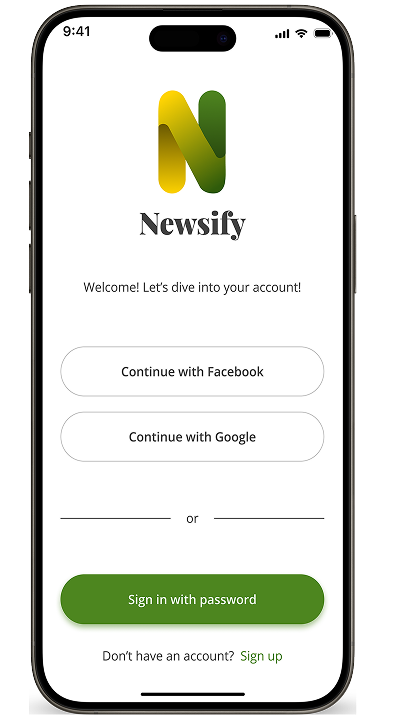 9:41
Newsify
Welcome! Let’s dive into your account!
Continue with Facebook
Continue with Google
or
Sign in with password
Don’t have an account? Sign up